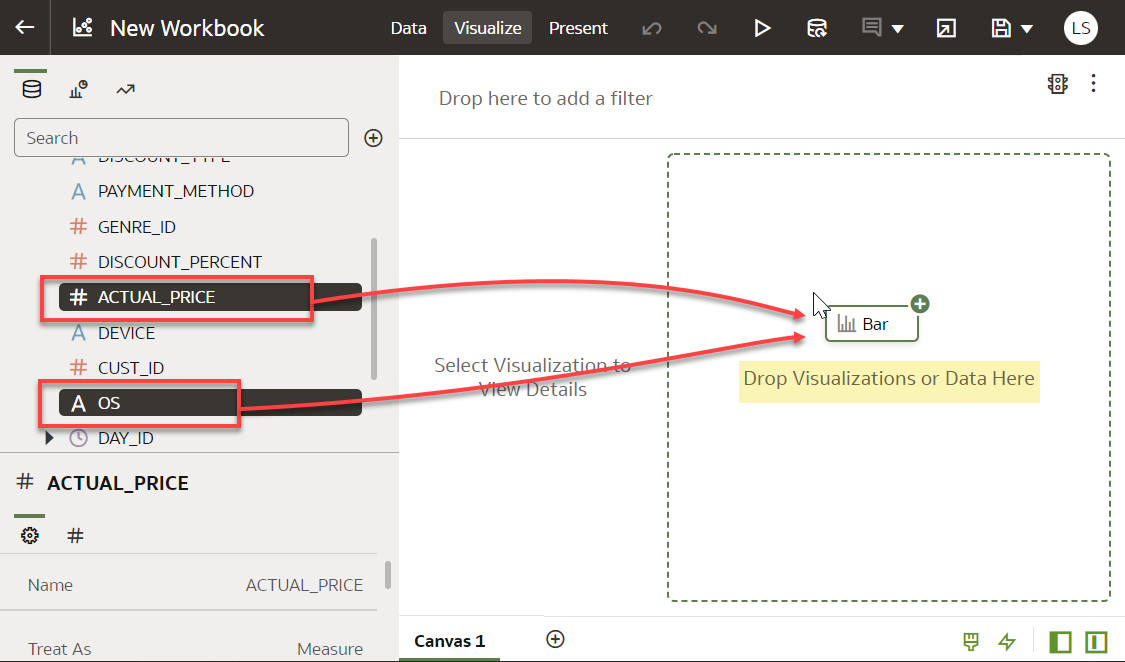 New Workbook
Data Visualize Present
LS
Search
DISCOUNT_TYPE
PAYMENT_METHOD
GENRE_ID
DISCOUNT_PERCENT
ACTUAL_PRICE
DEVICE
CUST_ID
OS
DAY_ID
ACTUAL_PRICE
Name ACTUAL_PRICE
Treat As Measure
Drop here to add a filter
Select Visualization to
View Details
Bar
Drop Visualizations or Data Here
Canvas 1